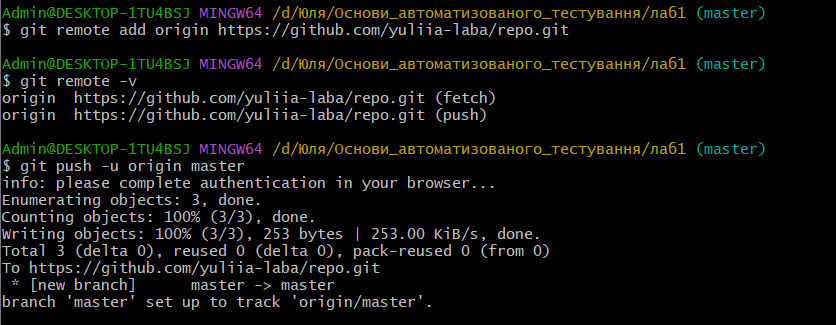 Admin@DESKTOP-1TU4BSJ MINGW64 /d/Юля/Основи_автоматизованого_тестування/лаб1 (master)
$ git remote add origin https://github.com/yuliia-laba/repo.git
Admin@DESKTOP-1TU4BSJ MINGW64 /d/Юля/Основи_автоматизованого_тестування/лаб1 (master)
$ git remote -v
origin  https://github.com/yuliia-laba/repo.git (fetch)
origin  https://github.com/yuliia-laba/repo.git (push)
Admin@DESKTOP-1TU4BSJ MINGW64 /d/Юля/Основи_автоматизованого_тестування/лаб1 (master)
$ git push -u origin master
info: please complete authentication in your browser...
Enumerating objects: 3, done.
Counting objects: 100% (3/3), done.
Writing objects: 100% (3/3), 253 bytes | 253.00 KiB/s, done.
Total 3 (delta 0), reused 0 (delta 0), pack-reused 0 (from 0)
To https://github.com/yuliia-laba/repo.git
 * [new branch]      master -> master
branch 'master' set up to track 'origin/master'.